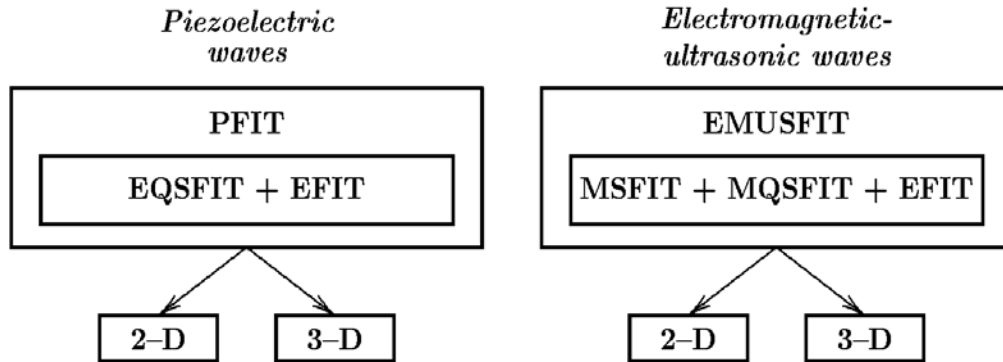 Piezoelectric
waves
PFIT
EQSFIT + EFIT
2–D
3–D
Electromagnetic-
ultrasonic waves
EMUSFIT
MSFIT + MQSFIT + EFIT
2–D
3–D